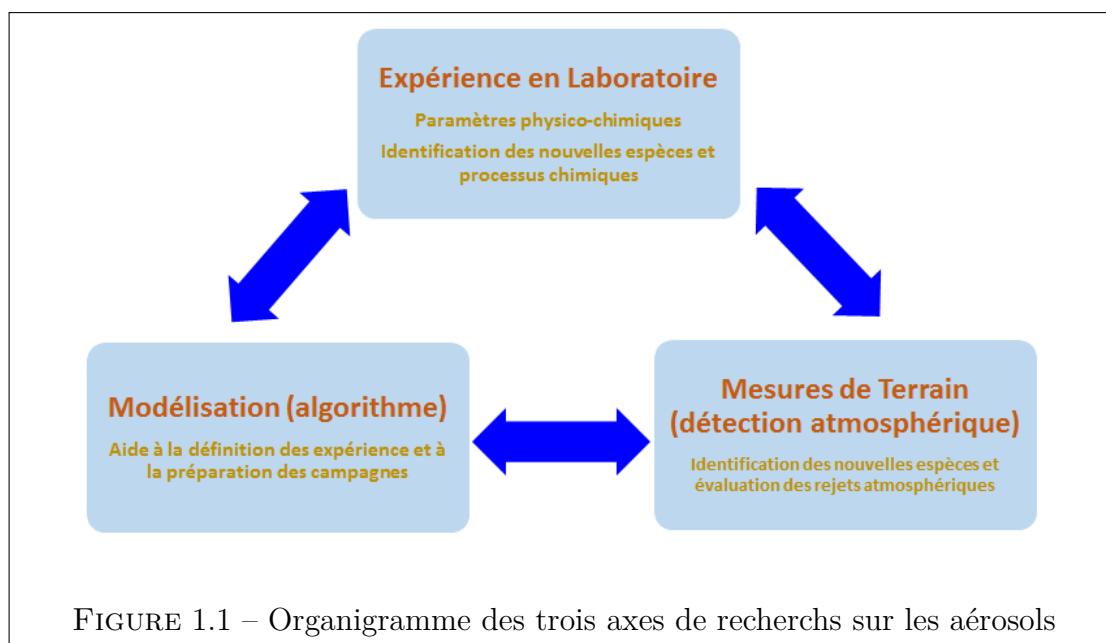 Expérience en Laboratoire
Paramètres physico-chimiques
Identification des nouvelles espèces et
processus chimiques
Modélisation (algorithme)
Aide à la définition des expérience et à
la préparation des campagnes
Mesures de Terrain
(détection atmosphérique)
Identification des nouvelles espèces et
évaluation des rejets atmosphériques
FIGURE 1.1 – Organigramme des trois axes de recherchs sur les aérosols